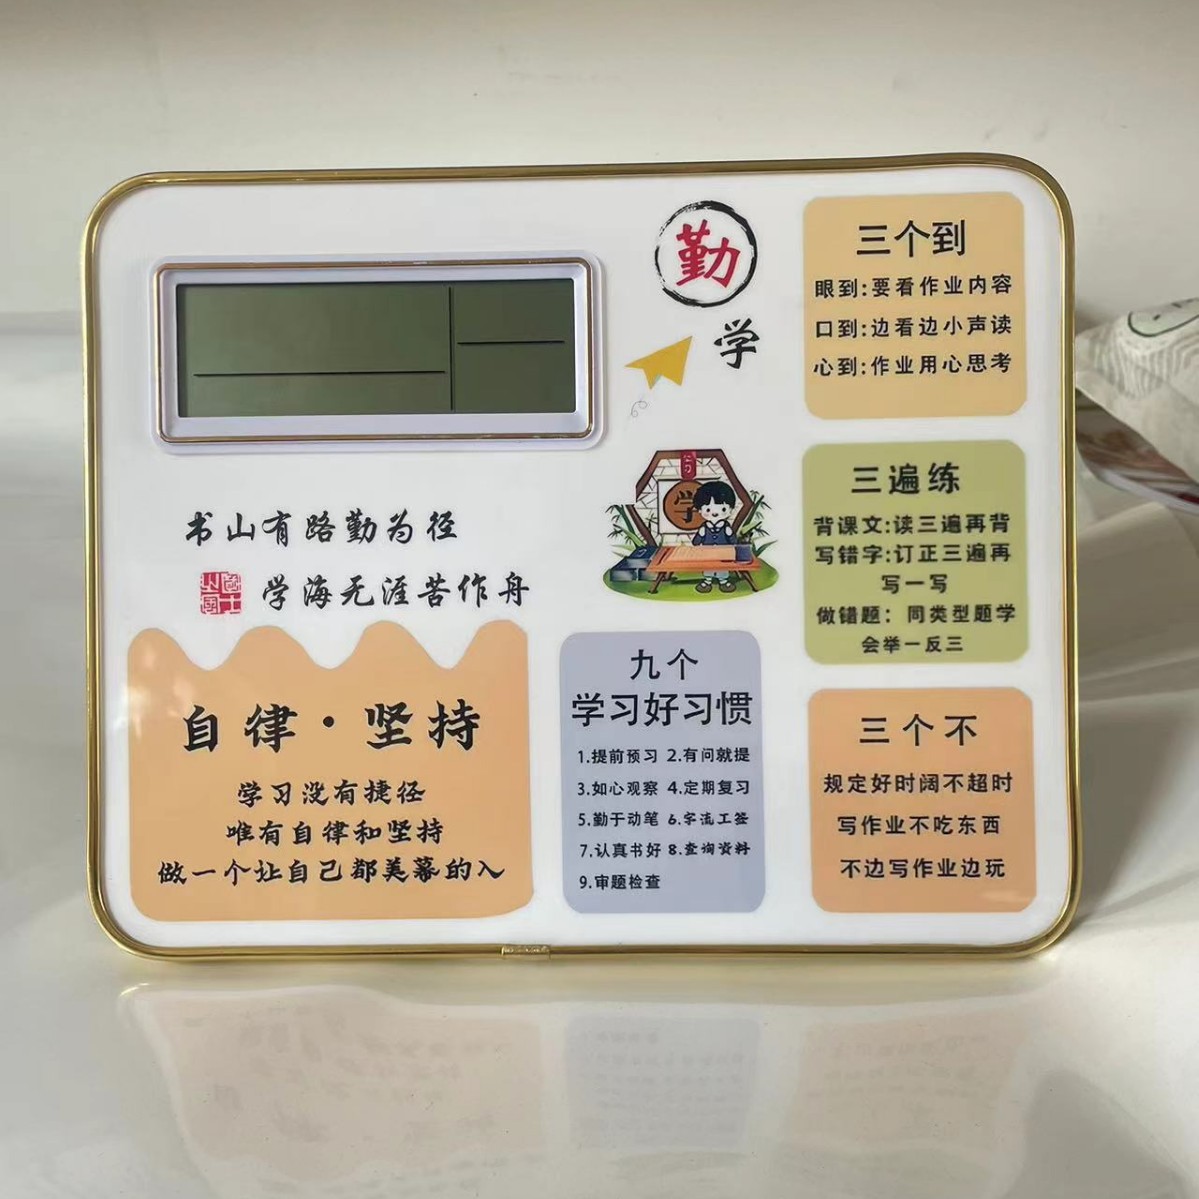 勤
学
书山有路勤为径
学海无涯苦作舟
自律·坚持
学习没有捷径
唯有自律和坚持
做一个让自己都美慕的入
学
九个
学习好习惯
1.提前预习 2.有问就提
3.如心观察 4.定期复习
5.勤于动笔 6.字流工签
7.认真书好 8.查询资料
9.审题检查
三个到
眼到:要看作业内容
口到:边看边小声读
心到:作业用心思考
三遍练
背课文:读三遍再背
写错字:订正三遍再
写一写
做错题：同类型题学
会举一反三
三个不
规定好时阔不超时
写作业不吃东西
不边写作业边玩